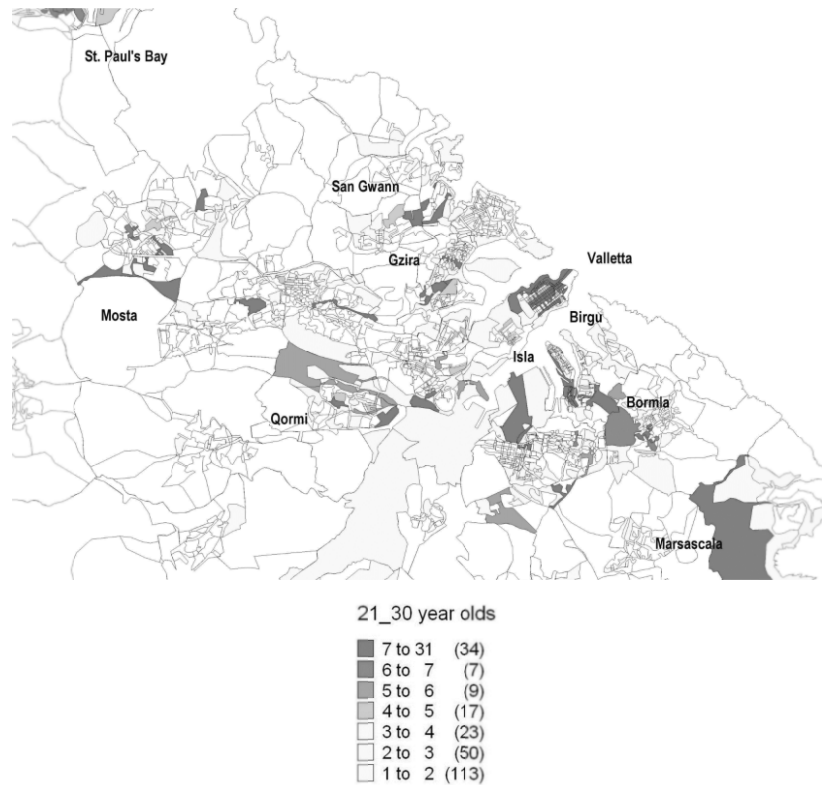 St. Paul's Bay
San Gwann
Gzira
Valletta
Mosta
Birgu
Isla
Bormla
Qormi
Marsascala
21_30 year olds
7 to 31 (34)
6 to 7 (7)
5 to 6 (9)
4 to 5 (17)
3 to 4 (23)
2 to 3 (50)
1 to 2 (113)